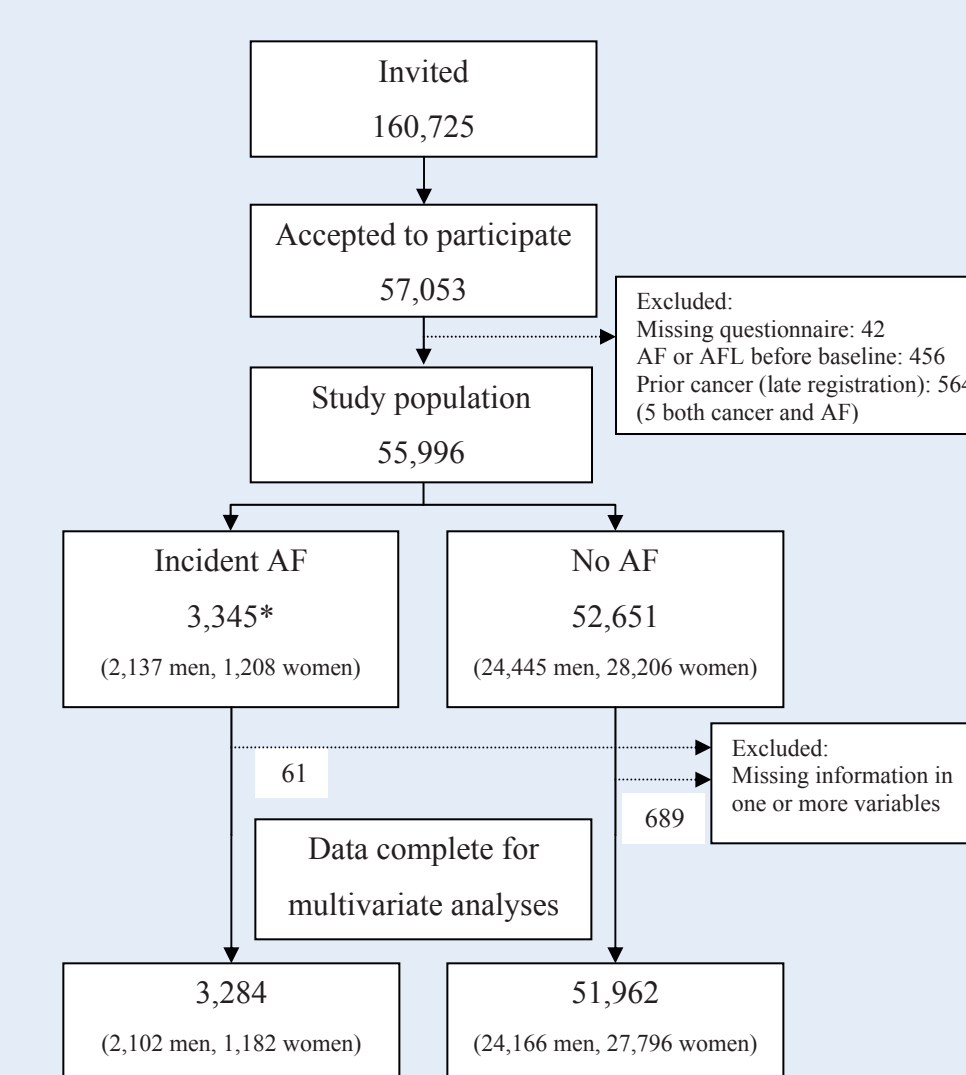 Invited
160,725
Accepted to participate
57,053
Excluded:
Missing questionnaire: 42
AF or AFL before baseline: 456
Prior cancer (late registration): 564
(5 both cancer and AF)
Study population
55,996
Incident AF
3,345*
(2,137 men, 1,208 women)
No AF
52,651
(24,445 men, 28,206 women)
61
Excluded:
Missing information in
one or more variables
689
Data complete for
multivariate analyses
3,284
(2,102 men, 1,182 women)
51,962
(24,166 men, 27,796 women)